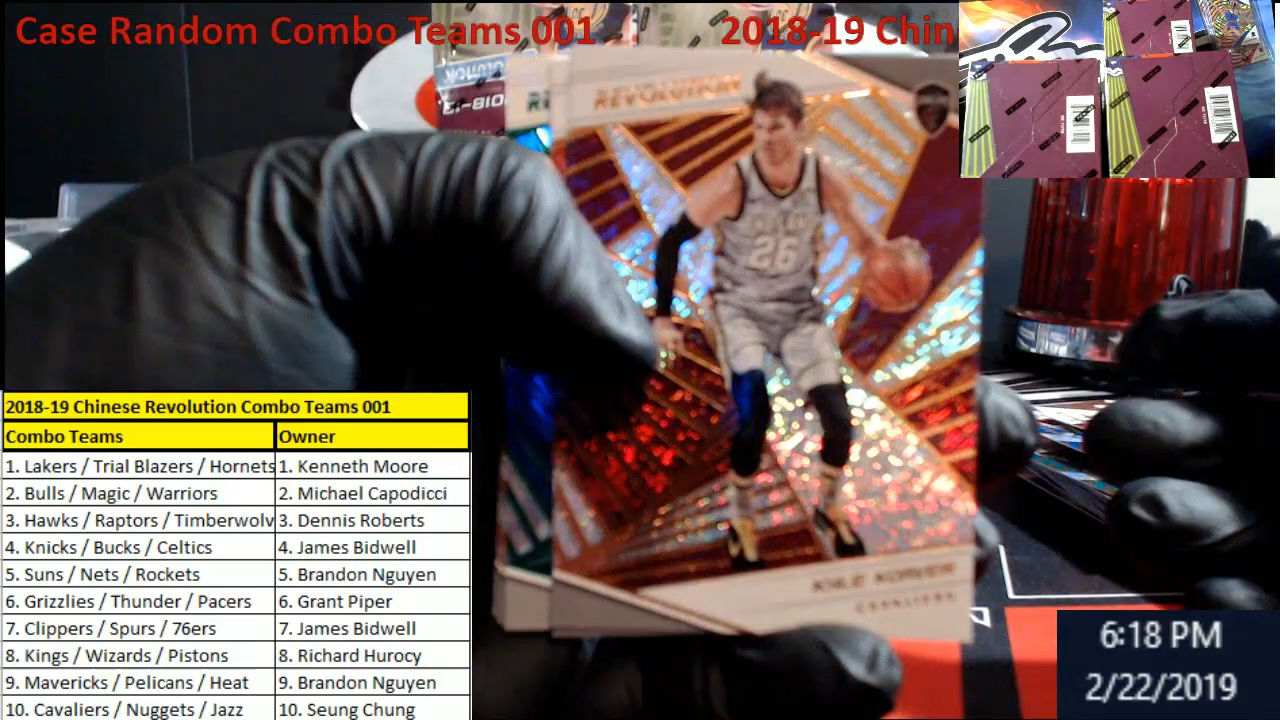 Case Random Combo Teams 001
2018-19 Chin
REVOLUTION
26
KYLE KORVER
CAVALIERS
2018-19 Chinese Revolution Combo Teams 001
Combo Teams Owner
1. Lakers / Trial Blazers / Hornets 1. Kenneth Moore
2. Bulls / Magic / Warriors 2. Michael Capodicci
3. Hawks / Raptors / Timberwolv 3. Dennis Roberts
4. Knicks / Bucks / Celtics 4. James Bidwell
5. Suns / Nets / Rockets 5. Brandon Nguyen
6. Grizzlies / Thunder / Pacers 6. Grant Piper
7. Clippers / Spurs / 76ers 7. James Bidwell
8. Kings / Wizards / Pistons 8. Richard Hurocy
9. Mavericks / Pelicans / Heat 9. Brandon Nguyen
10. Cavaliers / Nuggets / Jazz 10. Seung Chung
6:18 PM
2/22/2019